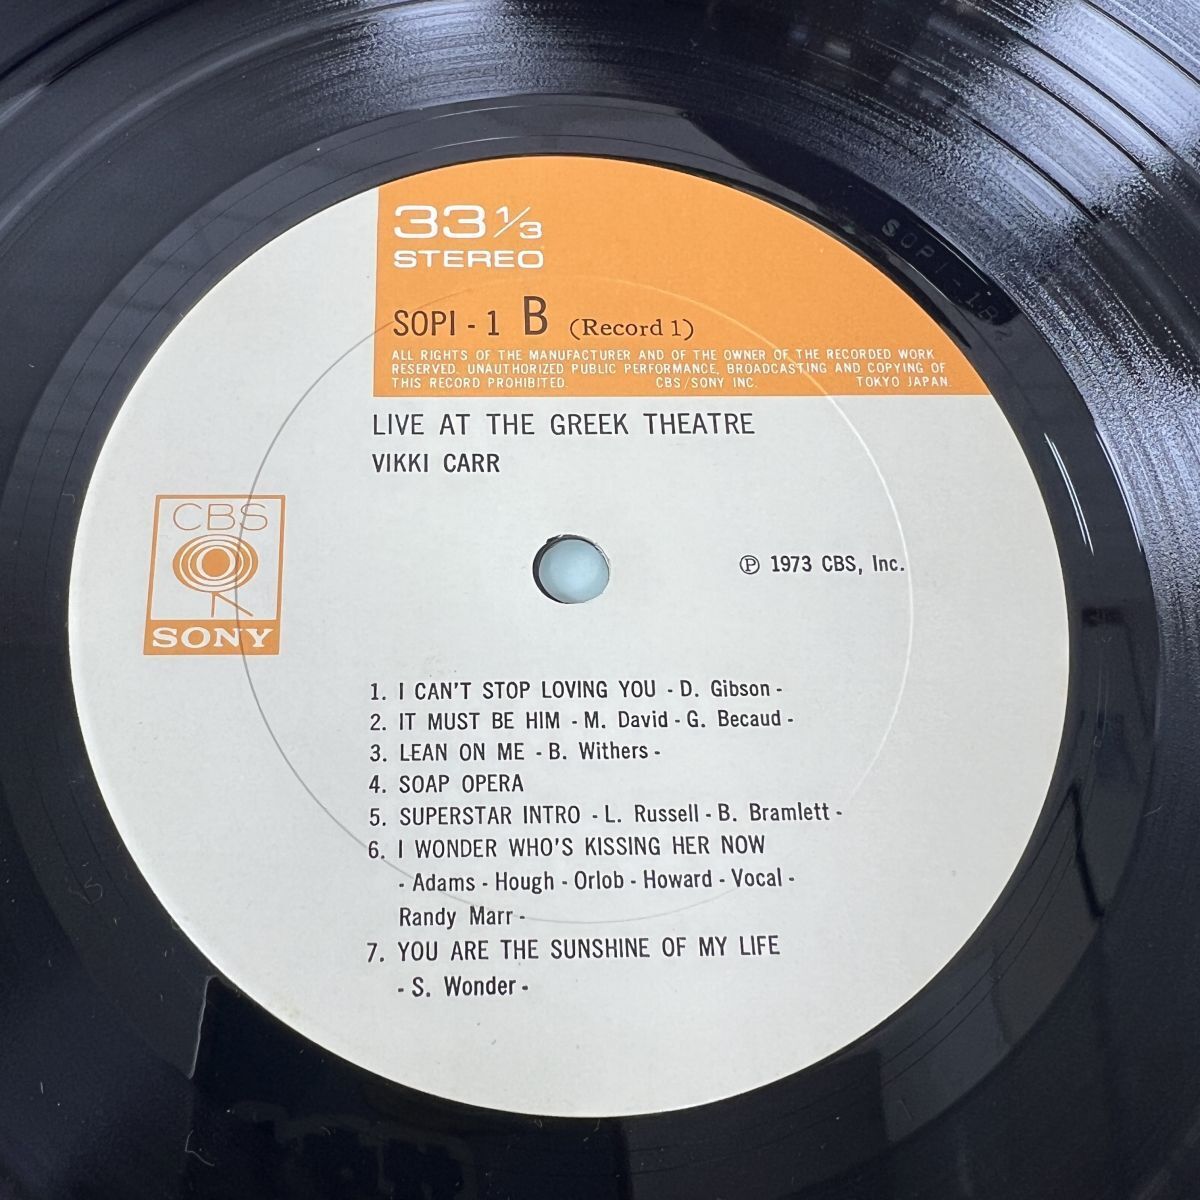 33 1/3
STEREO
SOPI - 1 B (Record 1)
ALL RIGHTS OF THE MANUFACTURER AND OF THE OWNER OF THE RECORDED WORK
RESERVED. UNAUTHORIZED PUBLIC PERFORMANCE, BROADCASTING AND COPYING OF
THIS RECORD PROHIBITED. CBS/SONY INC. TOKYO JAPAN.
LIVE AT THE GREEK THEATRE
VIKKI CARR
CBS
SONY
℗ 1973 CBS, Inc.
1. I CAN'T STOP LOVING YOU - D. Gibson -
2. IT MUST BE HIM - M. David - G. Becaud -
3. LEAN ON ME - B. Withers -
4. SOAP OPERA
5. SUPERSTAR INTRO - L. Russell - B. Bramlett -
6. I WONDER WHO'S KISSING HER NOW
- Adams - Hough - Orlob - Howard - Vocal -
Randy Marr -
7. YOU ARE THE SUNSHINE OF MY LIFE
- S. Wonder -